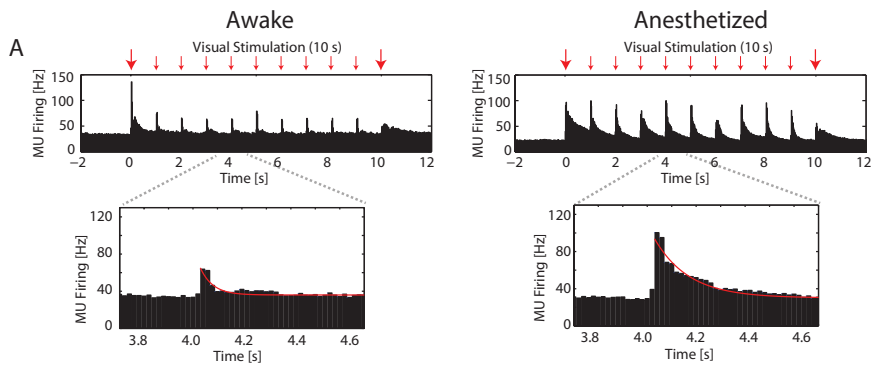 Awake
Anesthetized
A
Visual Stimulation (10 s)
Visual Stimulation (10 s)
MU Firing [Hz]
150
100
50
0
−2 0 2 4 6 8 10 12
Time [s]
MU Firing [Hz]
150
100
50
0
−2 0 2 4 6 8 10 12
Time [s]
MU Firing [Hz]
120
80
40
0
3.8 4.0 4.2 4.4 4.6
Time [s]
MU Firing [Hz]
120
80
40
0
3.8 4.0 4.2 4.4 4.6
Time [s]